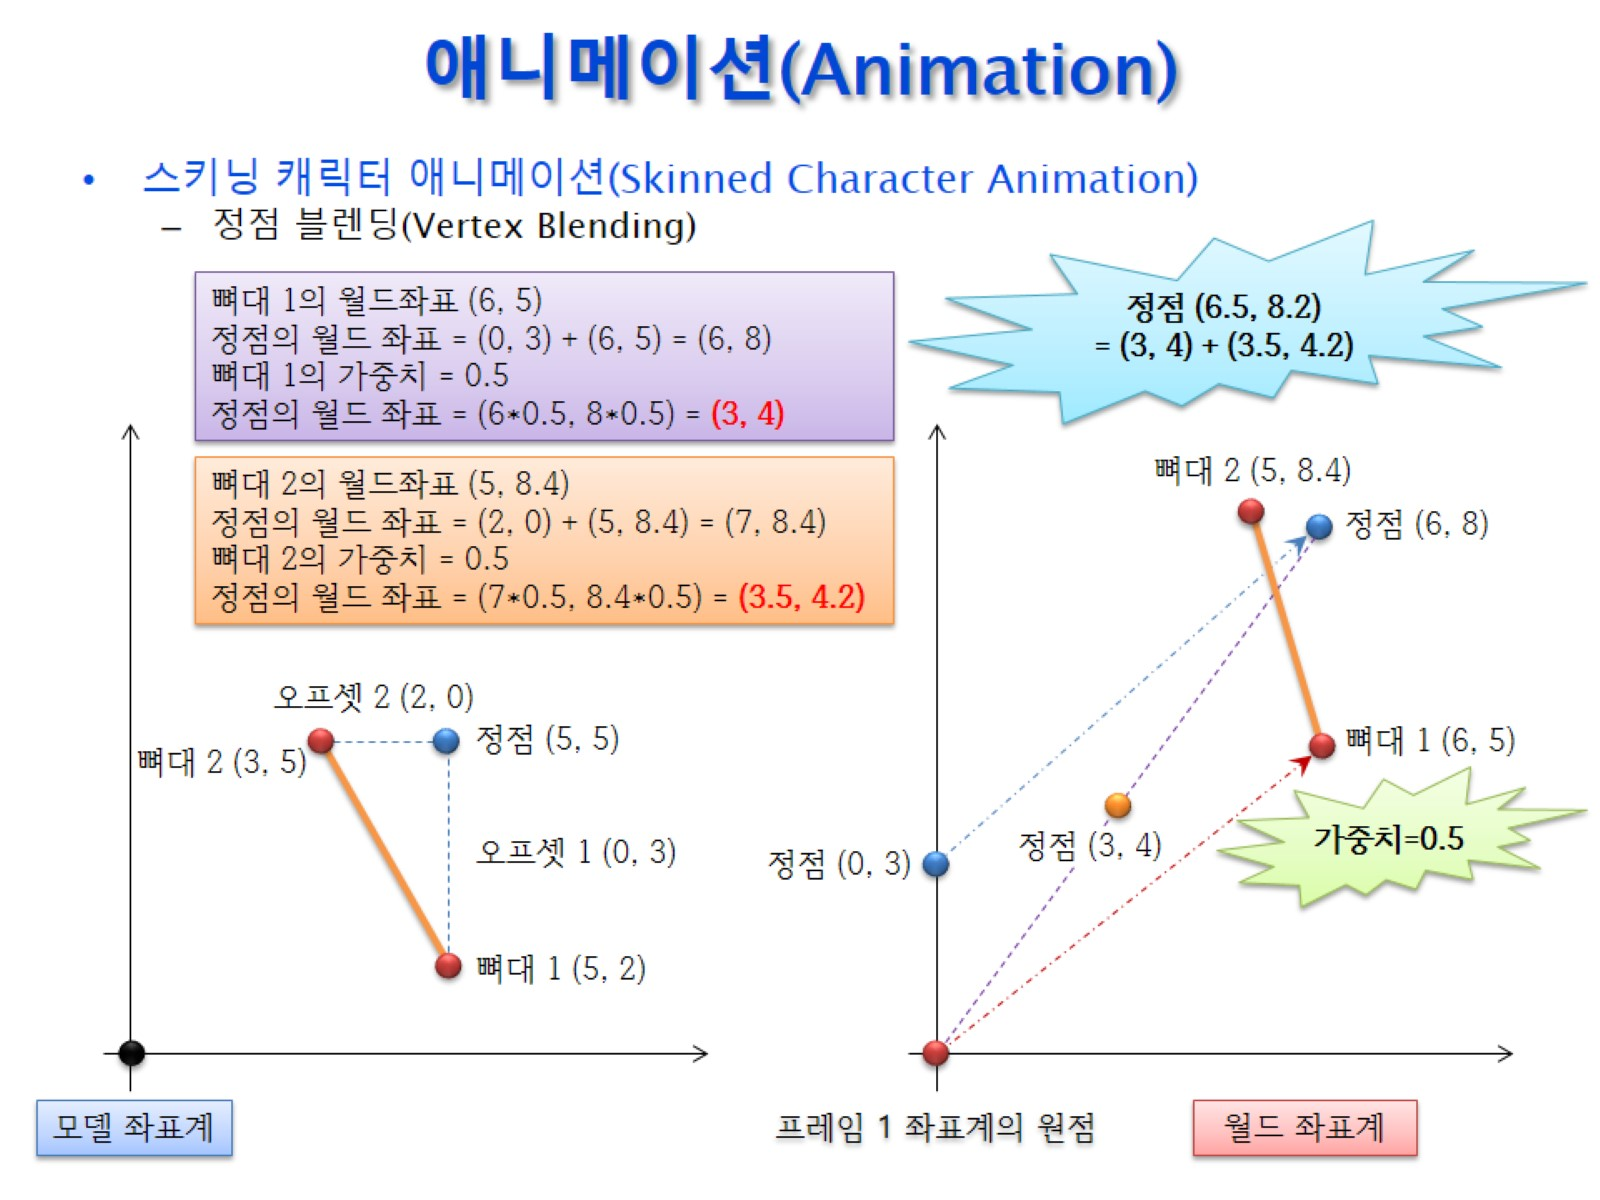 애니메이션(Animation)
• 스키닝 캐릭터 애니메이션(Skinned Character Animation)
– 정점 블렌딩(Vertex Blending)
뼈대 1의 월드좌표 (6, 5)
정점의 월드 좌표 = (0, 3) + (6, 5) = (6, 8)
뼈대 1의 가중치 = 0.5
정점의 월드 좌표 = (6*0.5, 8*0.5) = (3, 4)
정점 (6.5, 8.2)
= (3, 4) + (3.5, 4.2)
뼈대 2의 월드좌표 (5, 8.4)
정점의 월드 좌표 = (2, 0) + (5, 8.4) = (7, 8.4)
뼈대 2의 가중치 = 0.5
정점의 월드 좌표 = (7*0.5, 8.4*0.5) = (3.5, 4.2)
오프셋 2 (2, 0)
정점 (5, 5)
뼈대 2 (3, 5)
오프셋 1 (0, 3)
뼈대 1 (5, 2)
모델 좌표계
뼈대 2 (5, 8.4)
정점 (6, 8)
뼈대 1 (6, 5)
가중치=0.5
정점 (3, 4)
정점 (0, 3)
프레임 1 좌표계의 원점
월드 좌표계